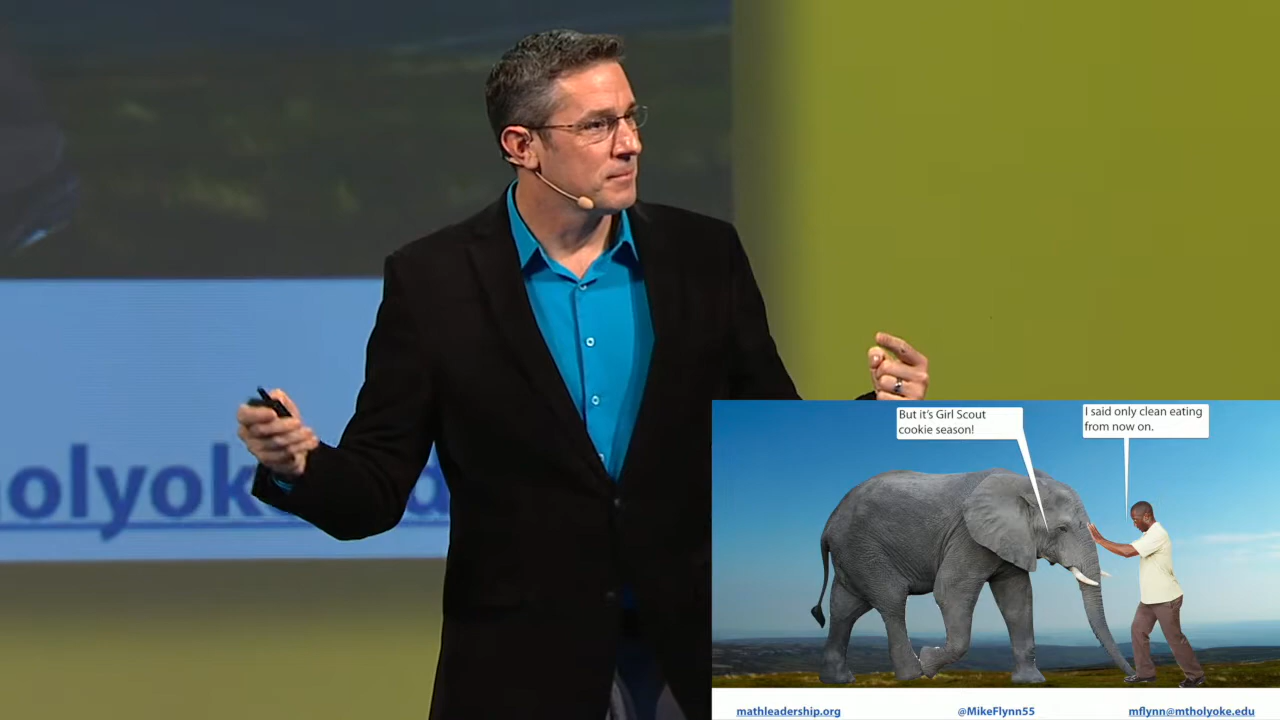 holyok
But it's Girl Scout
cookie season!
I said only clean eating
from now on.
mathleadership.org
@MikeFlynn55
mflynn@mtholyoke.edu